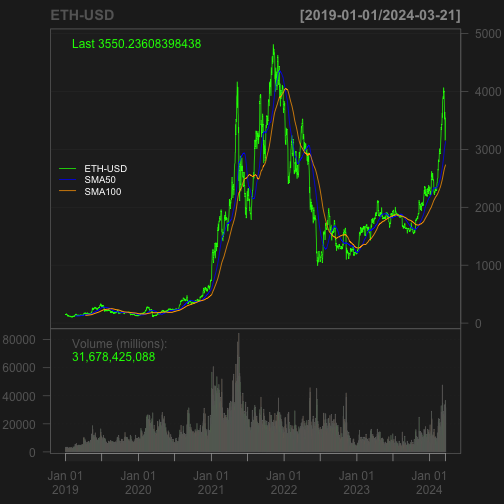 ETH-USD [2019-01-01/2024-03-21]
Last 3550.23608398438
5000
4000
3000
2000
1000
0
ETH-USD
SMA50
SMA100
Volume (millions):
31,678,425,088
80000
60000
40000
20000
0
Jan 01 Jan 01 Jan 01 Jan 01 Jan 01 Jan 01
2019 2020 2021 2022 2023 2024